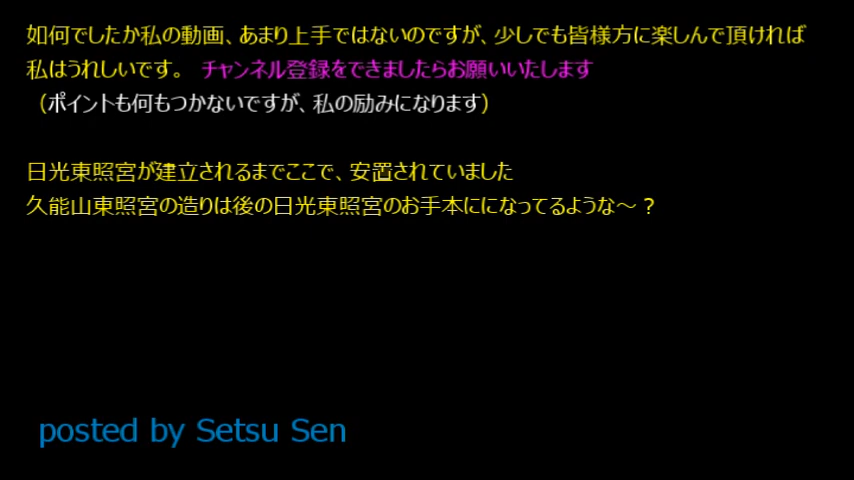 如何でしたか私の動画、あまり上手ではないのですが、少しでも皆様方に楽しんで頂ければ
私はうれしいです。 チャンネル登録をできましたらお願いいたします
（ポイントも何もつかないですが、私の励みになります）
日光東照宮が建立されるまでここで、安置されていました
久能山東照宮の造りは後の日光東照宮のお手本にになってるような～？
posted by Setsu Sen